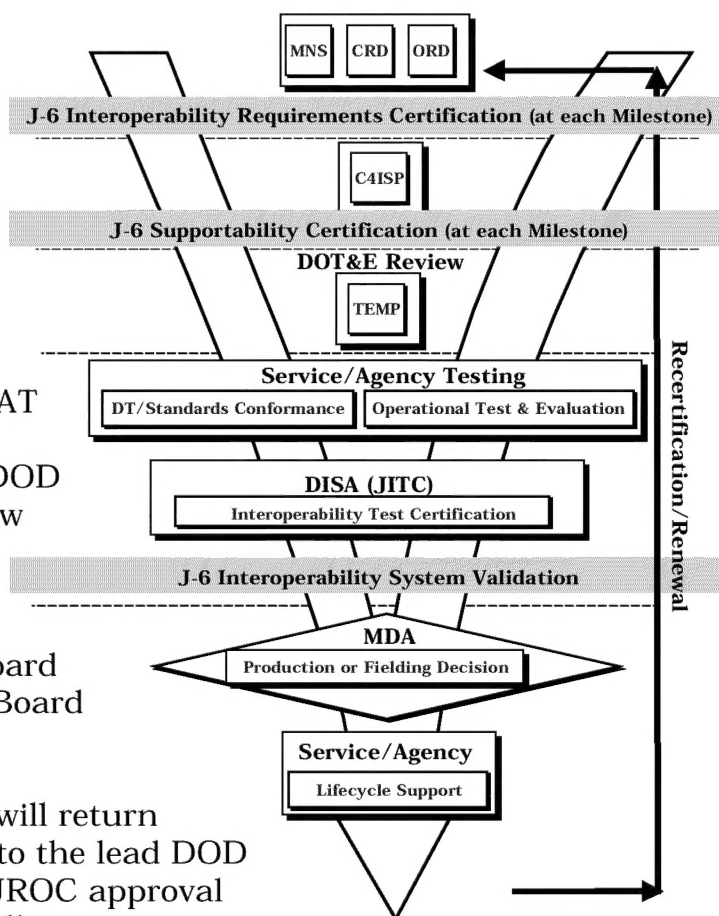 MNS CRD ORD
J-6 Interoperability Requirements Certification (at each Milestone)
C4ISP
J-6 Supportability Certification (at each Milestone)
DOT&E Review
TEMP
Service/Agency Testing
DT/Standards Conformance Operational Test & Evaluation
AT
DISA (JITC)
Interoperability Test Certification
DOD
w
J-6 Interoperability System Validation
MDA
Production or Fielding Decision
oard
Board
Service/Agency
Lifecycle Support
will return
to the lead DOD
JROC approval
Recertification/Renewal